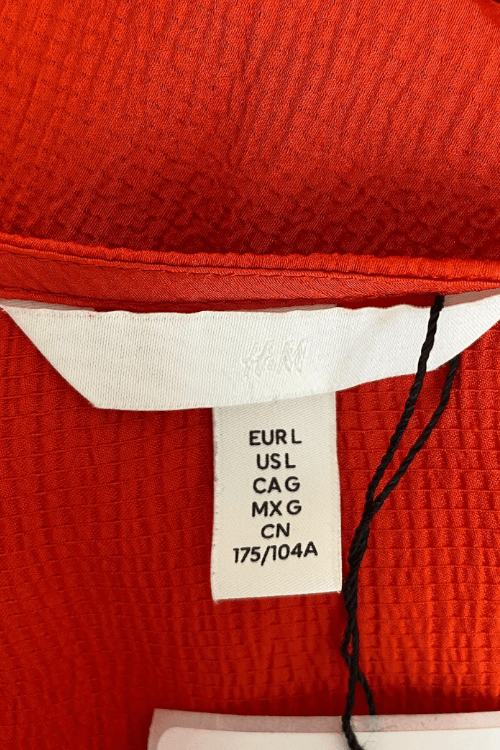 H&M
EUR L
US L
CA G
MX G
CN
175/104A